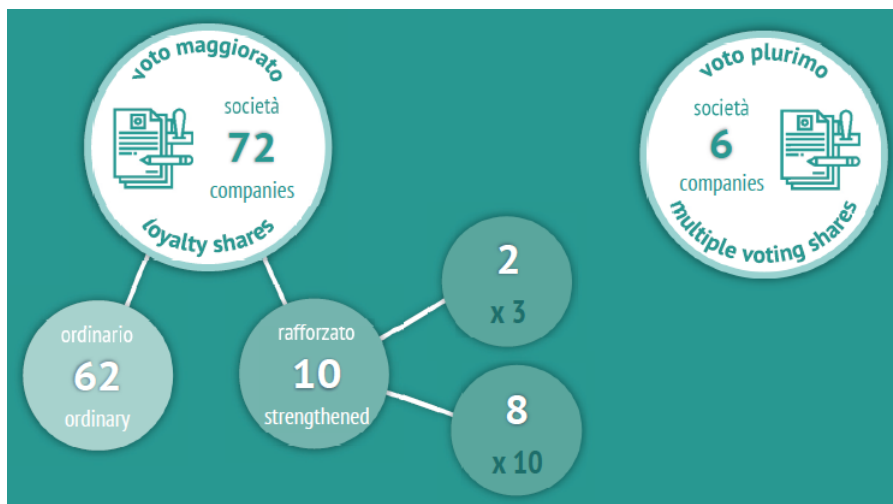 voto maggiorato
società
72
companies
loyalty shares
ordinario
62
ordinary
rafforzato
10
strengthened
2
x 3
8
x 10
voto plurimo
società
6
companies
multiple voting shares